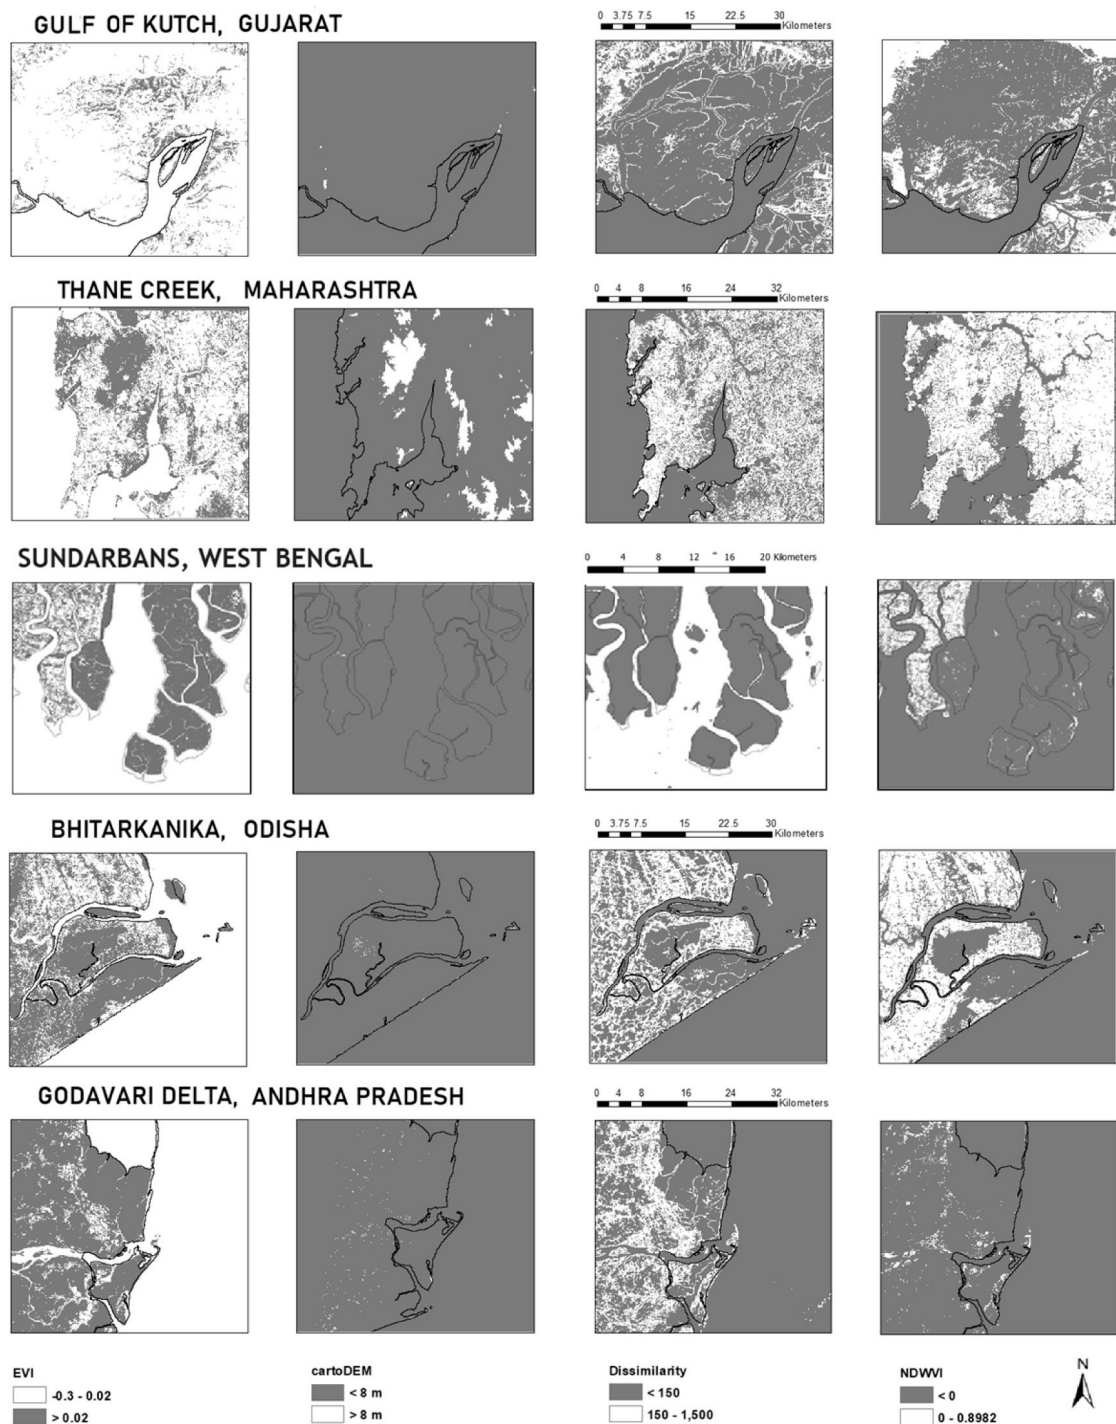 GULF OF KUTCH, GUJARAT
0 3.75 7.5 15 22.5 30
Kilometers
THANE CREEK, MAHARASHTRA
0 4 8 16 24 32
Kilometers
SUNDARBANS, WEST BENGAL
0 4 8 12 16 20
Kilometers
BHITARKANIKA, ODISHA
0 3.75 7.5 15 22.5 30
Kilometers
GODAVARI DELTA, ANDHRA PRADESH
0 4 8 16 24 32
Kilometers
EVI
-0.3 - 0.02
> 0.02
cartoDEM
< 8 m
> 8 m
Dissimilarity
< 150
150 - 1,500
NDWVI
< 0
0 - 0.8982
N